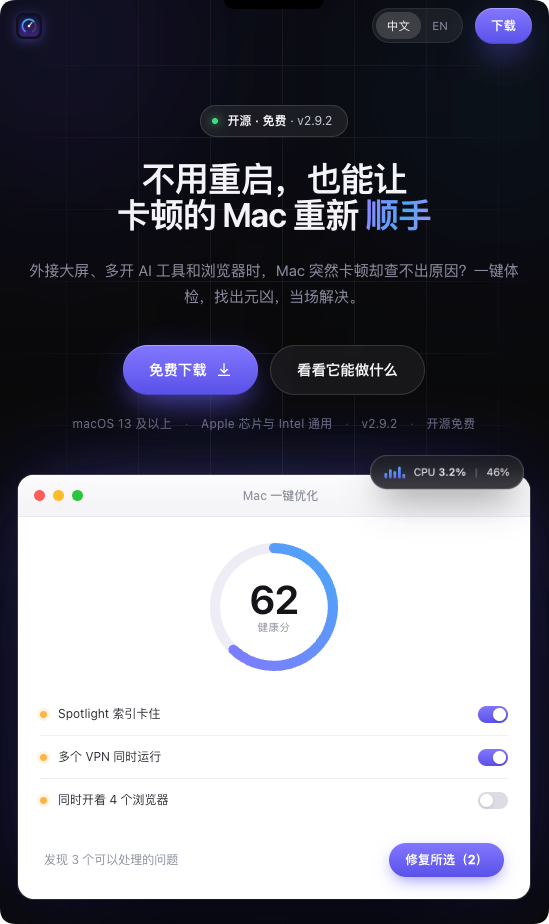 中文 EN 下载
开源 · 免费 · v2.9.2
不用重启，也能让
卡顿的 Mac 重新 顺手
外接大屏、多开 AI 工具和浏览器时，Mac 突然卡顿却查不出原因？一键体
检，找出元凶，当场解决。
免费下载 看看它能做什么
macOS 13 及以上 · Apple 芯片与 Intel 通用 · v2.9.2 · 开源免费
CPU 3.2% | 46%
Mac 一键优化
62
健康分
Spotlight 索引卡住
多个 VPN 同时运行
同时开着 4 个浏览器
发现 3 个可以处理的问题 修复所选（2）